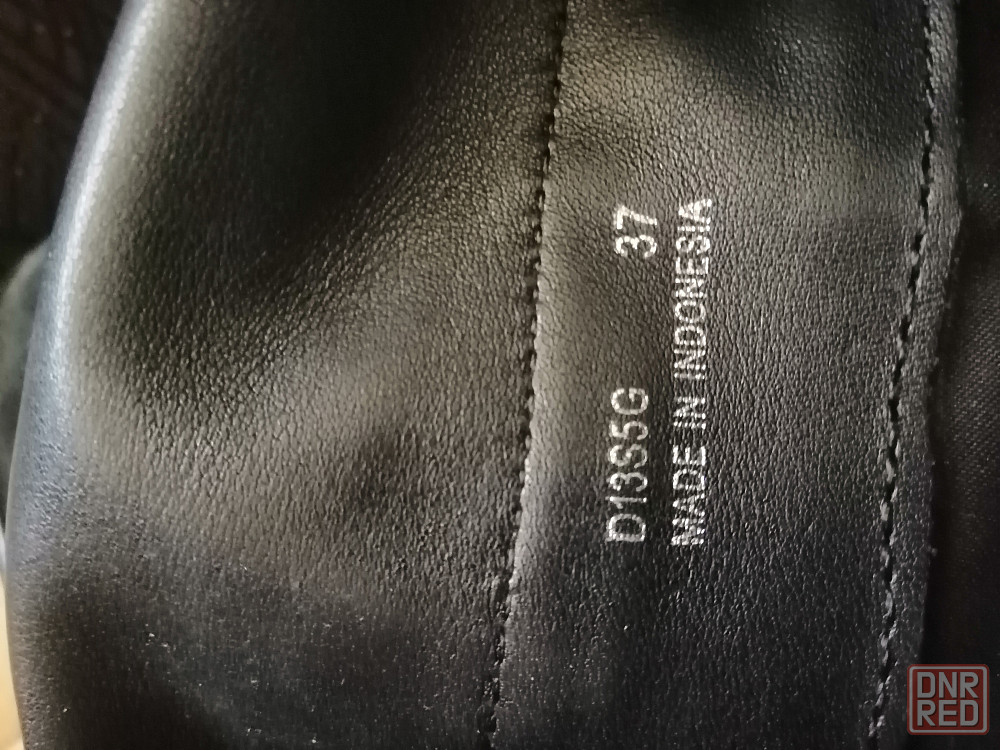 D13S5G 37
MADE IN INDONESIA
DNR
RED